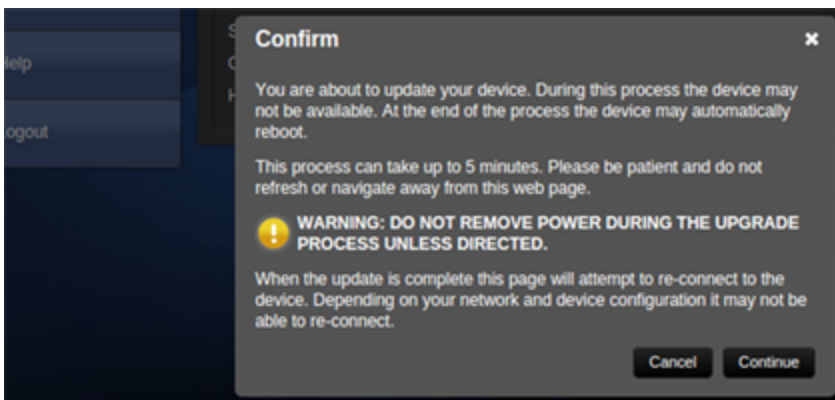 Confirm
You are about to update your device. During this process the device may
not be available. At the end of the process the device may automatically
reboot.
This process can take up to 5 minutes. Please be patient and do not
refresh or navigate away from this web page.
WARNING: DO NOT REMOVE POWER DURING THE UPGRADE
PROCESS UNLESS DIRECTED.
When the update is complete this page will attempt to re-connect to the
device. Depending on your network and device configuration it may not be
able to re-connect.
Cancel Continue
Help
Logout